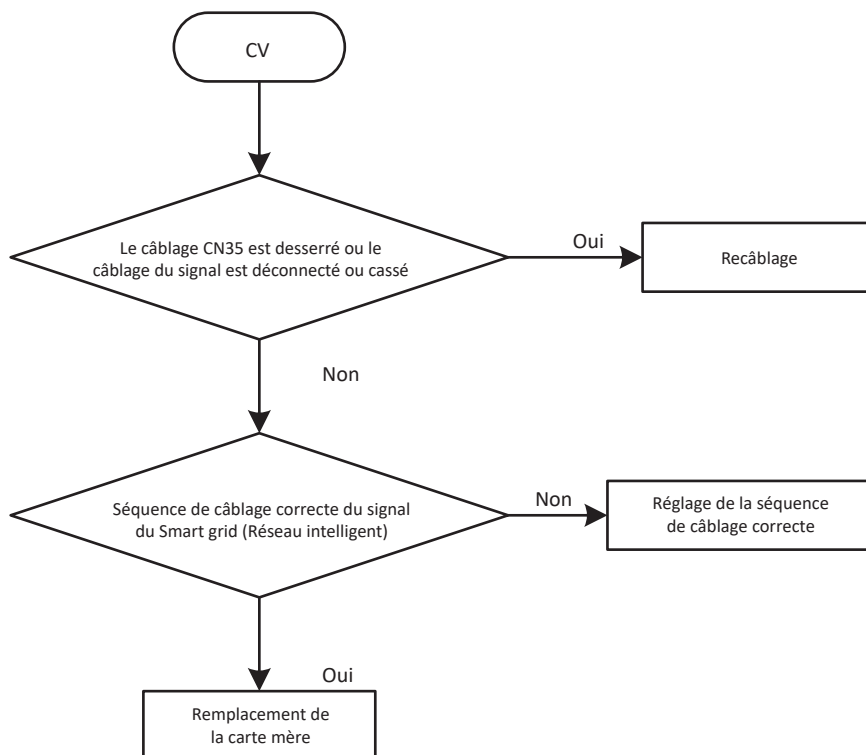 CV
Le câblage CN35 est desserré ou le
câblage du signal est déconnecté ou cassé
Oui
Recâblage
Non
Séquence de câblage correcte du signal
du Smart grid (Réseau intelligent)
Non
Réglage de la séquence
de câblage correcte
Oui
Remplacement de
la carte mère